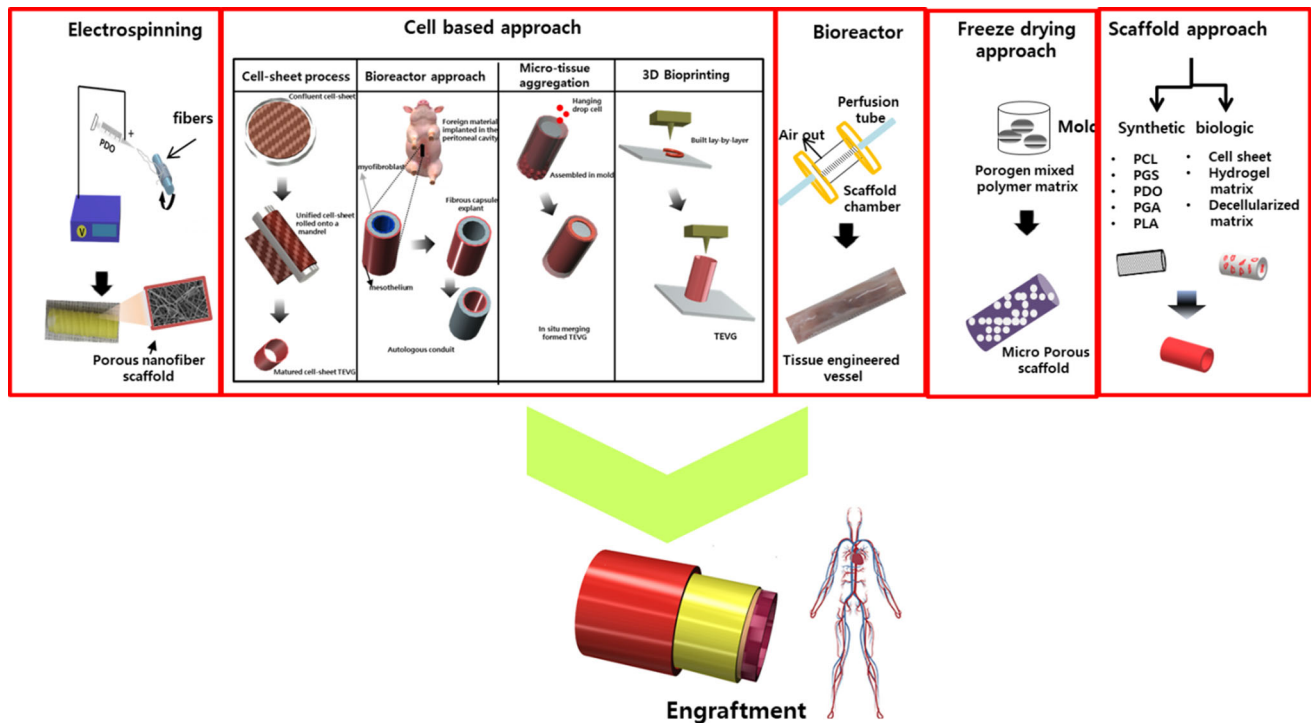 Electrospinning
PDO
+
fibers
V
Porous nanofiber
scaffold
Cell based approach
Cell-sheet process
Confluent cell-sheet
Unified cell-sheet
rolled onto a
mandrel
Matured cell-sheet TEVG
Bioreactor approach
Foreign material
implanted in the
peritoneal cavity
myofibroblast
Fibrous capsule
explant
mesothelium
Autologous conduit
Micro-tissue
aggregation
Hanging
drop cell
Assembled in mold
In situ merging
formed TEVG
3D Bioprinting
Built lay-by-layer
TEVG
Bioreactor
Perfusion
tube
Air out
Scaffold
chamber
Tissue engineered
vessel
Freeze drying
approach
Mold
Porogen mixed
polymer matrix
Micro Porous
scaffold
Scaffold approach
Synthetic
• PCL
• PGS
• PDO
• PGA
• PLA
biologic
• Cell sheet
• Hydrogel
matrix
• Decellularized
matrix
Engraftment